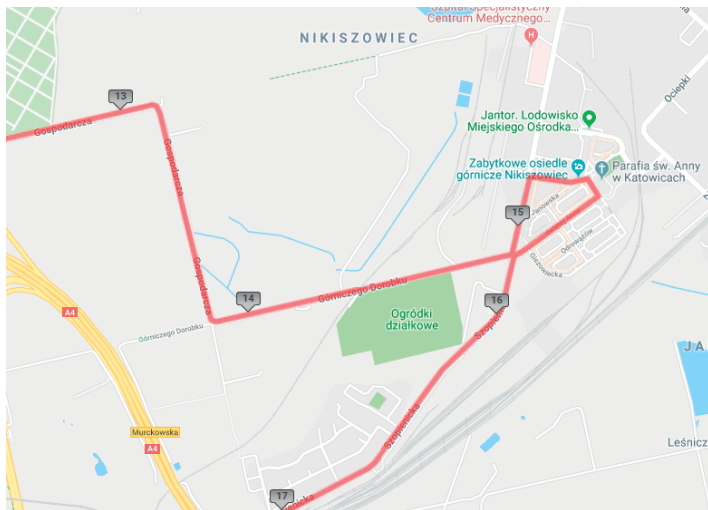 Szpital Specjalistyczny
Centrum Medycznego...
H
NIKISZOWIEC
Ociepki
13
Gospodarcza
Jantor. Lodowisko
Miejskiego Ośrodka...
Gospodarcza
Zabytkowe osiedle
górnicze Nikiszowiec
Parafia św. Anny
w Katowicach
Janowska
15
Odrowążów
Giszowiecka
Gospodarcza
14
Górniczego Dorobku
16
A4
Ogródki
działkowe
Górniczego Dorobku
JA
Szopienicka
Murckowska
A4
Leśnicz
17